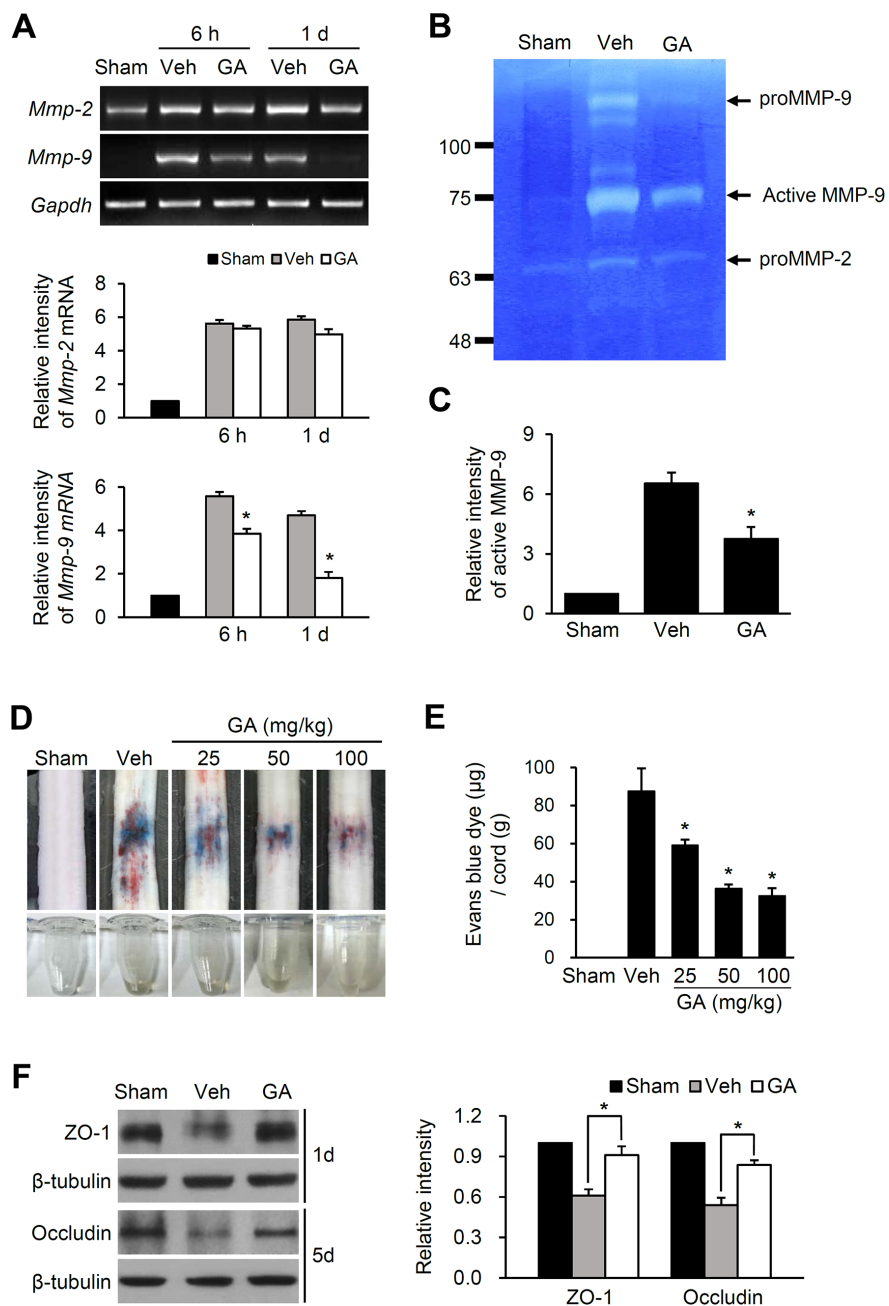 A
6 h 1 d
Sham Veh GA Veh GA
Mmp-2
Mmp-9
Gapdh
Sham Veh GA
Relative intensity
of Mmp-2 mRNA
8
6
4
2
0
6 h 1 d
Relative intensity
of Mmp-9 mRNA
6
4
2
0
* *
6 h 1 d
B
Sham Veh GA
100
75
63
48
proMMP-9
Active MMP-9
proMMP-2
C
Relative intensity
of active MMP-9
9
6
3
0
*
Sham Veh GA
D
GA (mg/kg)
Sham Veh 25 50 100
E
Evans blue dye (µg)
/ cord (g)
100
80
60
40
20
0
* * *
Sham Veh 25 50 100
GA (mg/kg)
F
Sham Veh GA
ZO-1
β-tubulin
1d
Occludin
β-tubulin
5d
Sham Veh GA
Relative intensity
1.2
0.9
0.6
0.3
0.0
* *
ZO-1 Occludin